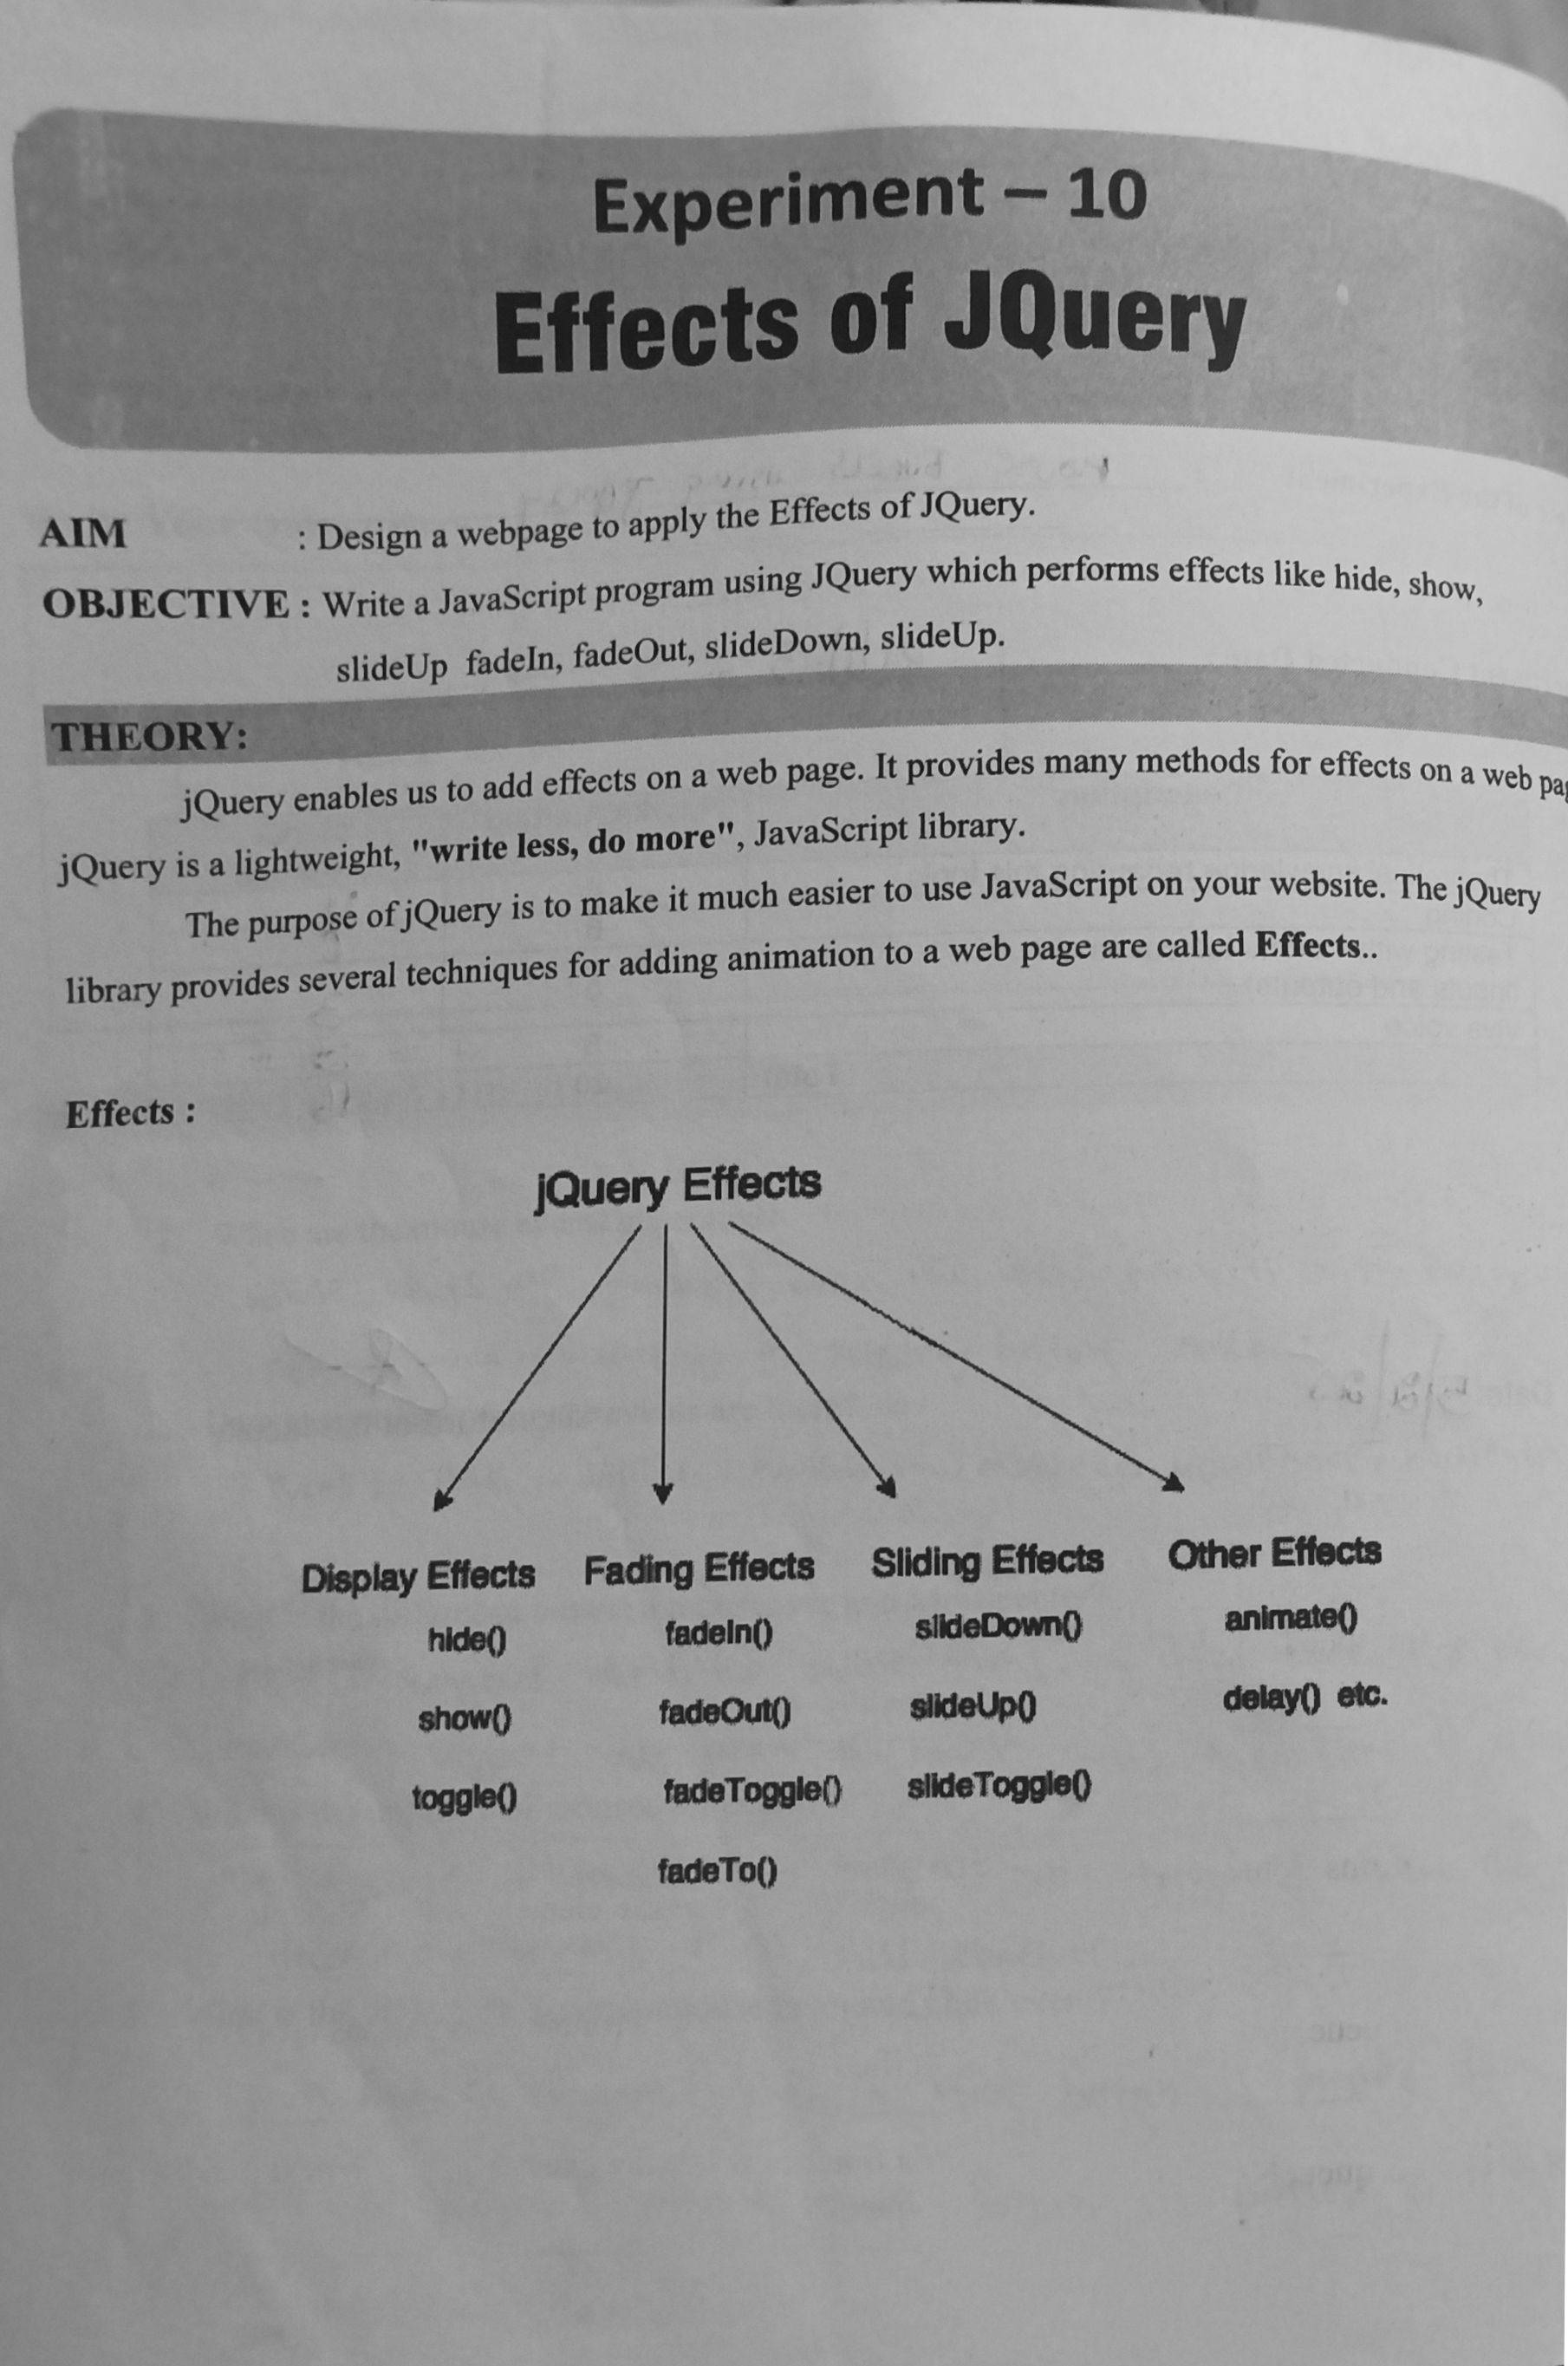 Experiment – 10
Effects of JQuery
AIM : Design a webpage to apply the Effects of JQuery.
OBJECTIVE : Write a JavaScript program using JQuery which performs effects like hide, show,
slideUp fadeIn, fadeOut, slideDown, slideUp.
THEORY:
jQuery enables us to add effects on a web page. It provides many methods for effects on a web
jQuery is a lightweight, "write less, do more", JavaScript library.
The purpose of jQuery is to make it much easier to use JavaScript on your website. The jQuery
library provides several techniques for adding animation to a web page are called Effects..
Effects :
jQuery Effects
Display Effects Fading Effects Sliding Effects Other Effects
hide() fadeIn() slideDown() animate()
show() fadeOut() slideUp() delay() etc.
toggle() fadeToggle() slideToggle()
fadeTo()